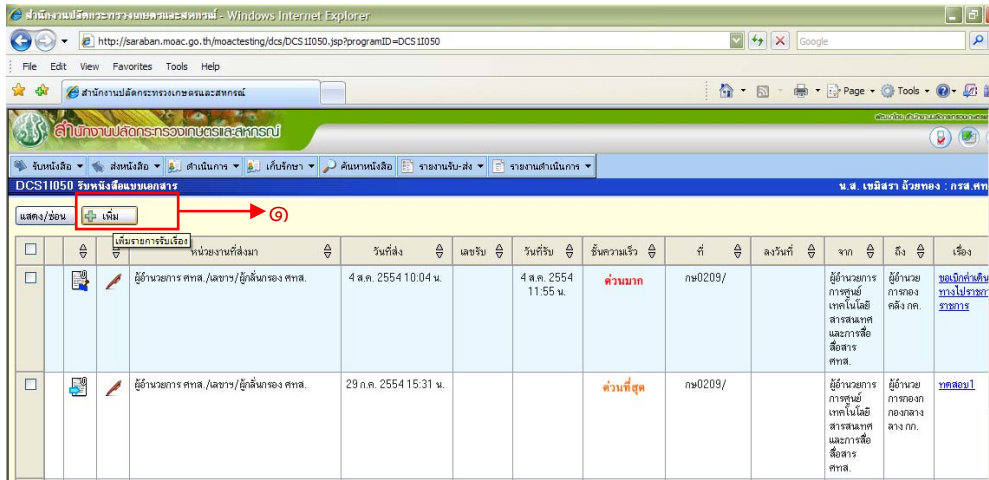 สำนักงานปลัดกระทรวงเกษตรและสหกรณ์ - Windows Internet Explorer
http://saraban.moac.go.th/moactesting/dcs/DCS1I050.jsp?programID=DCS1I050
Google
File Edit View Favorites Tools Help
สำนักงานปลัดกระทรวงเกษตรและสหกรณ์
Page Tools
สำนักงานปลัดกระทรวงเกษตรและสหกรณ์
รับหนังสือ ส่งหนังสือ ดำเนินการ เก็บรักษา ค้นหาหนังสือ รายงานรับ-ส่ง รายงานดำเนินการ
DCS1I050 รับหนังสือแบบเอกสาร น.ส. เขมิสรา ถ้วยทอง : กรส.ศท
แสดง/ซ่อน เพิ่ม ๑
เพิ่มรายการรับเรื่อง
หน่วยงานที่ส่งมา วันที่ส่ง เลขรับ วันที่รับ ชั้นความเร็ว ที่ ลงวันที่ จาก ถึง เรื่อง
ผู้อำนวยการ ศทส./เลขาฯ/ผู้กลั่นกรอง ศทส. 4 ส.ค. 2554 10:04 น. 4 ส.ค. 2554 ด่วนมาก กษ0209/ ผู้อำนวยการ ผู้อำนวย ขอเบิกค่าเดิน
11:55 น. การศูนย์ การกอง ทางไปราชกา
เทคโนโลยี คลัง กค. ราชการ
สารสนเทศ
และการสื่อ
สื่อสาร
ศทส.
ผู้อำนวยการ ศทส./เลขาฯ/ผู้กลั่นกรอง ศทส. 29 ก.ค. 2554 15:31 น. ด่วนที่สุด กษ0209/ ผู้อำนวยการ ผู้อำนวย ทดสอบ1
การศูนย์ การกองก
เทคโนโลยี กองกลาง
สารสนเทศ ลาง กก.
และการสื่อ
สื่อสาร
ศทส.